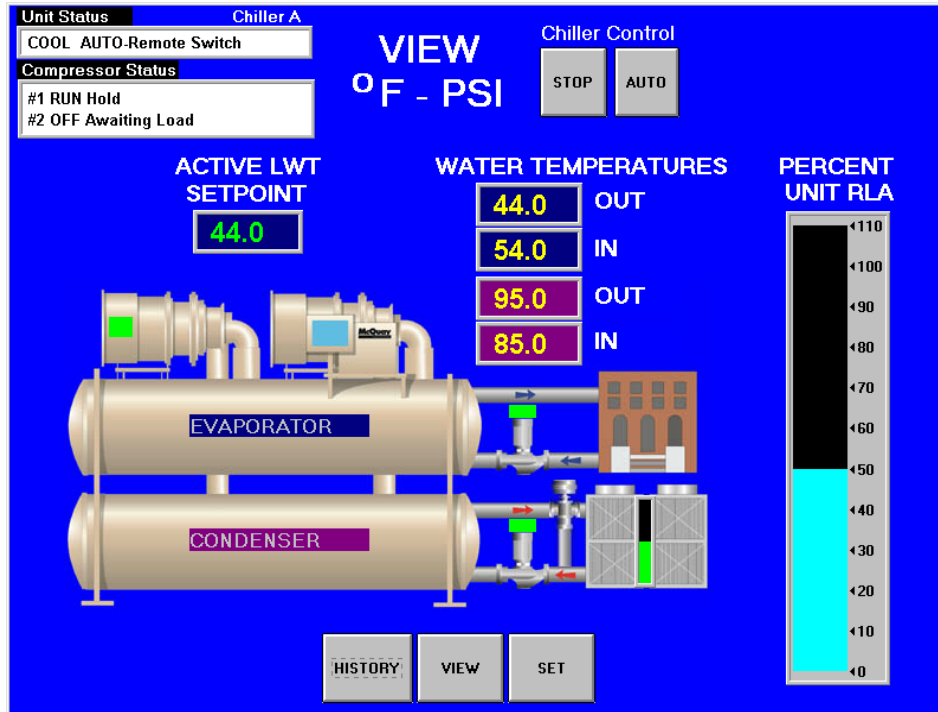 Unit Status
Chiller A
COOL  AUTO-Remote Switch
Compressor Status
#1 RUN Hold
#2 OFF Awaiting Load
VIEW
ºF - PSI
Chiller Control
STOP
AUTO
ACTIVE LWT
SETPOINT
44.0
WATER TEMPERATURES
44.0 OUT
54.0 IN
95.0 OUT
85.0 IN
PERCENT
UNIT RLA
110
100
90
80
70
60
50
40
30
20
10
0
McQuay
EVAPORATOR
CONDENSER
HISTORY
VIEW
SET